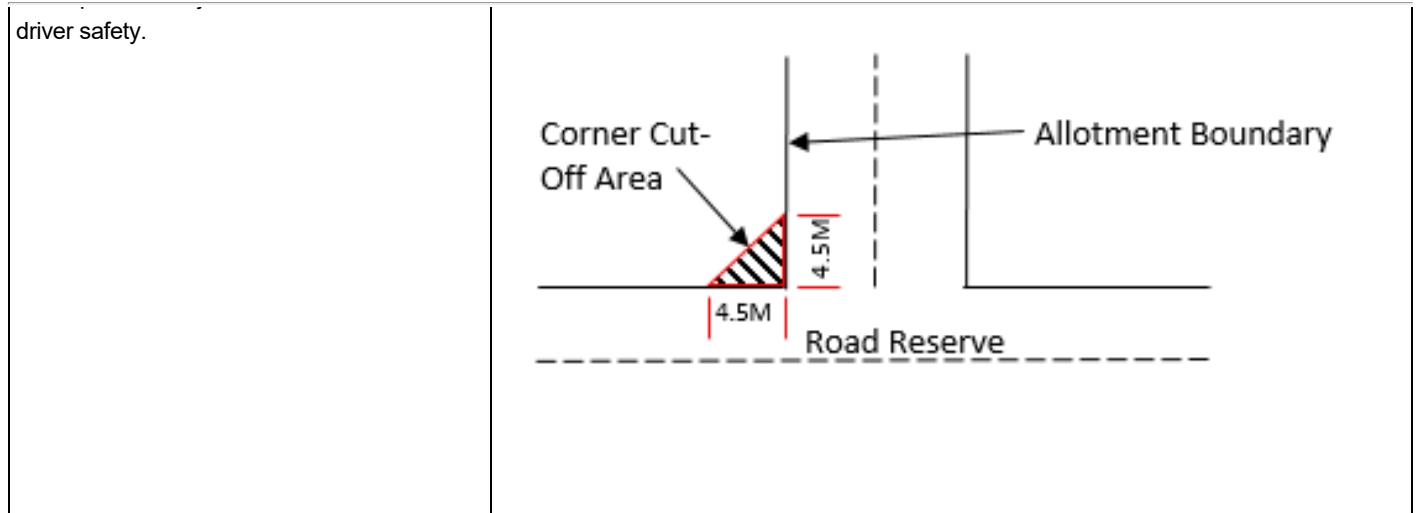 driver safety.
Corner Cut-
Off Area
Allotment Boundary
4.5M
4.5M
Road Reserve